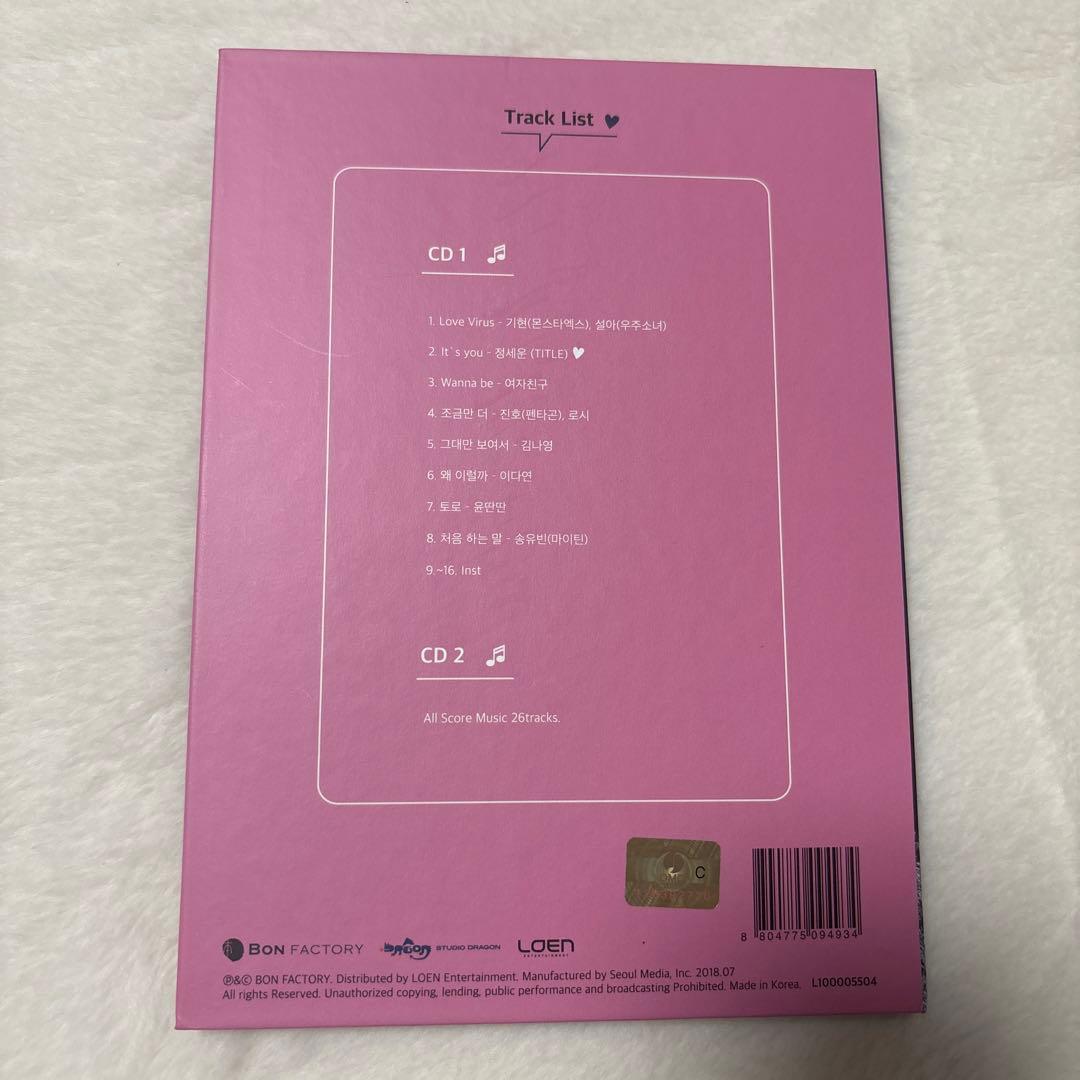 Track List ♥
CD 1
1. Love Virus - 기현(몬스타엑스), 설아(우주소녀)
2. It`s you - 정세운 (TITLE) ♥
3. Wanna be - 여자친구
4. 조금만 더 - 진호(펜타곤), 로시
5. 그대만 보여서 - 김나영
6. 왜 이럴까 - 이다연
7. 토로 - 윤딴딴
8. 처음 하는 말 - 송유빈(마이틴)
9.~16. Inst
CD 2
All Score Music 26tracks.
C
8 804775 094934
BON FACTORY
DRAGON STUDIO DRAGON
LOEN
ENTERTAINMENT
℗&© BON FACTORY. Distributed by LOEN Entertainment. Manufactured by Seoul Media, Inc. 2018.07
All rights Reserved. Unauthorized copying, lending, public performance and broadcasting Prohibited. Made in Korea. L100005504